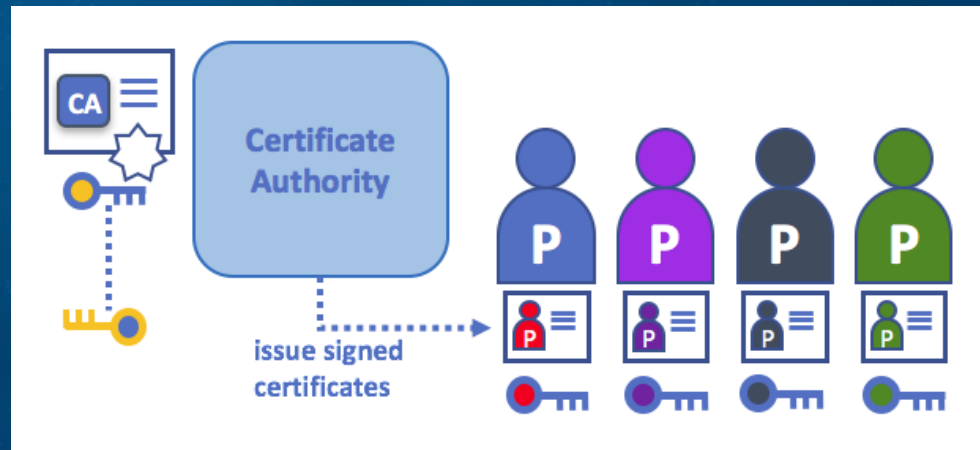 CA
Certificate
Authority
P P P P
issue signed
certificates
P P P P